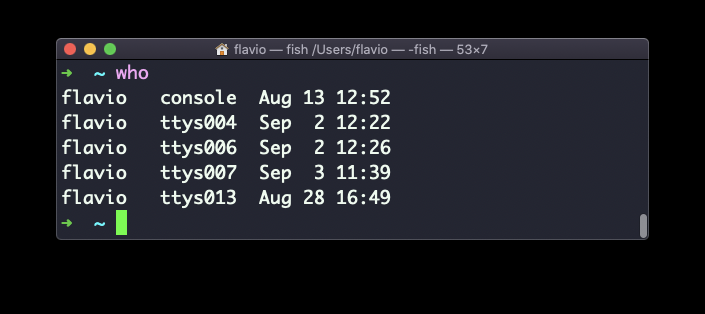 flavio — fish /Users/flavio — -fish — 53×7
➜ ~ who
flavio   console  Aug 13 12:52
flavio   ttys004  Sep  2 12:22
flavio   ttys006  Sep  2 12:26
flavio   ttys007  Sep  3 11:39
flavio   ttys013  Aug 28 16:49
➜ ~